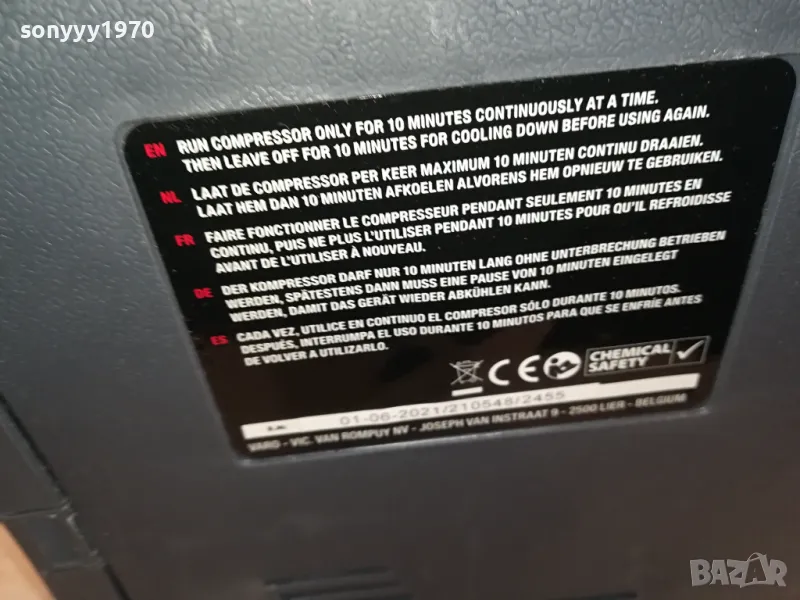 sonyyy1970
EN RUN COMPRESSOR ONLY FOR 10 MINUTES CONTINUOUSLY AT A TIME.
THEN LEAVE OFF FOR 10 MINUTES FOR COOLING DOWN BEFORE USING AGAIN.
NL LAAT DE COMPRESSOR PER KEER MAXIMUM 10 MINUTEN CONTINU DRAAIEN.
LAAT HEM DAN 10 MINUTEN AFKOELEN ALVORENS HEM OPNIEUW TE GEBRUIKEN.
FR FAIRE FONCTIONNER LE COMPRESSEUR PENDANT SEULEMENT 10 MINUTES EN
CONTINU, PUIS NE PLUS L'UTILISER PENDANT 10 MINUTES POUR QU'IL REFROIDISSE
AVANT DE L'UTILISER À NOUVEAU.
DE DER KOMPRESSOR DARF NUR 10 MINUTEN LANG OHNE UNTERBRECHUNG BETRIEBEN
WERDEN, SPÄTESTENS DANN MUSS EINE PAUSE VON 10 MINUTEN EINGELEGT
WERDEN, DAMIT DAS GERÄT WIEDER ABKÜHLEN KANN.
ES CADA VEZ, UTILICE EN CONTINUO EL COMPRESOR SÓLO DURANTE 10 MINUTOS.
DESPUÉS, INTERRUMPA EL USO DURANTE 10 MINUTOS PARA QUE SE ENFRÍE ANTES
DE VOLVER A UTILIZARLO.
CE CHEMICAL
SAFETY
01-06-2021/210548/2455
VARO - VIC. VAN ROMPUY NV - JOSEPH VAN INSTRAAT 9 - 2500 LIER - BELGIUM
BAZAR